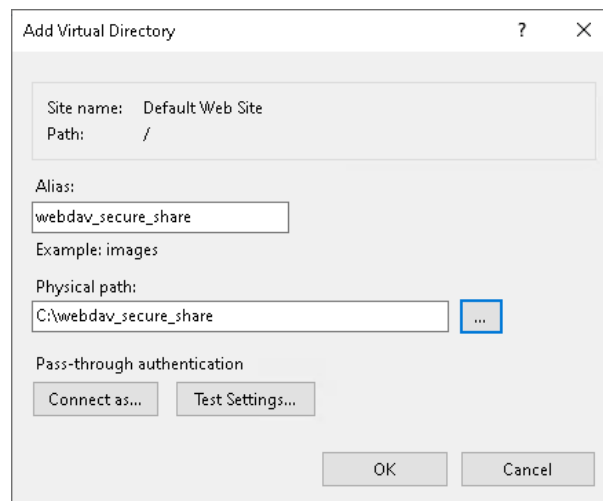 Add Virtual Directory ?
Site name: Default Web Site
Path: /
Alias:
webdav_secure_share
Example: images
Physical path:
C:\webdav_secure_share ...
Pass-through authentication
Connect as... Test Settings...
OK Cancel